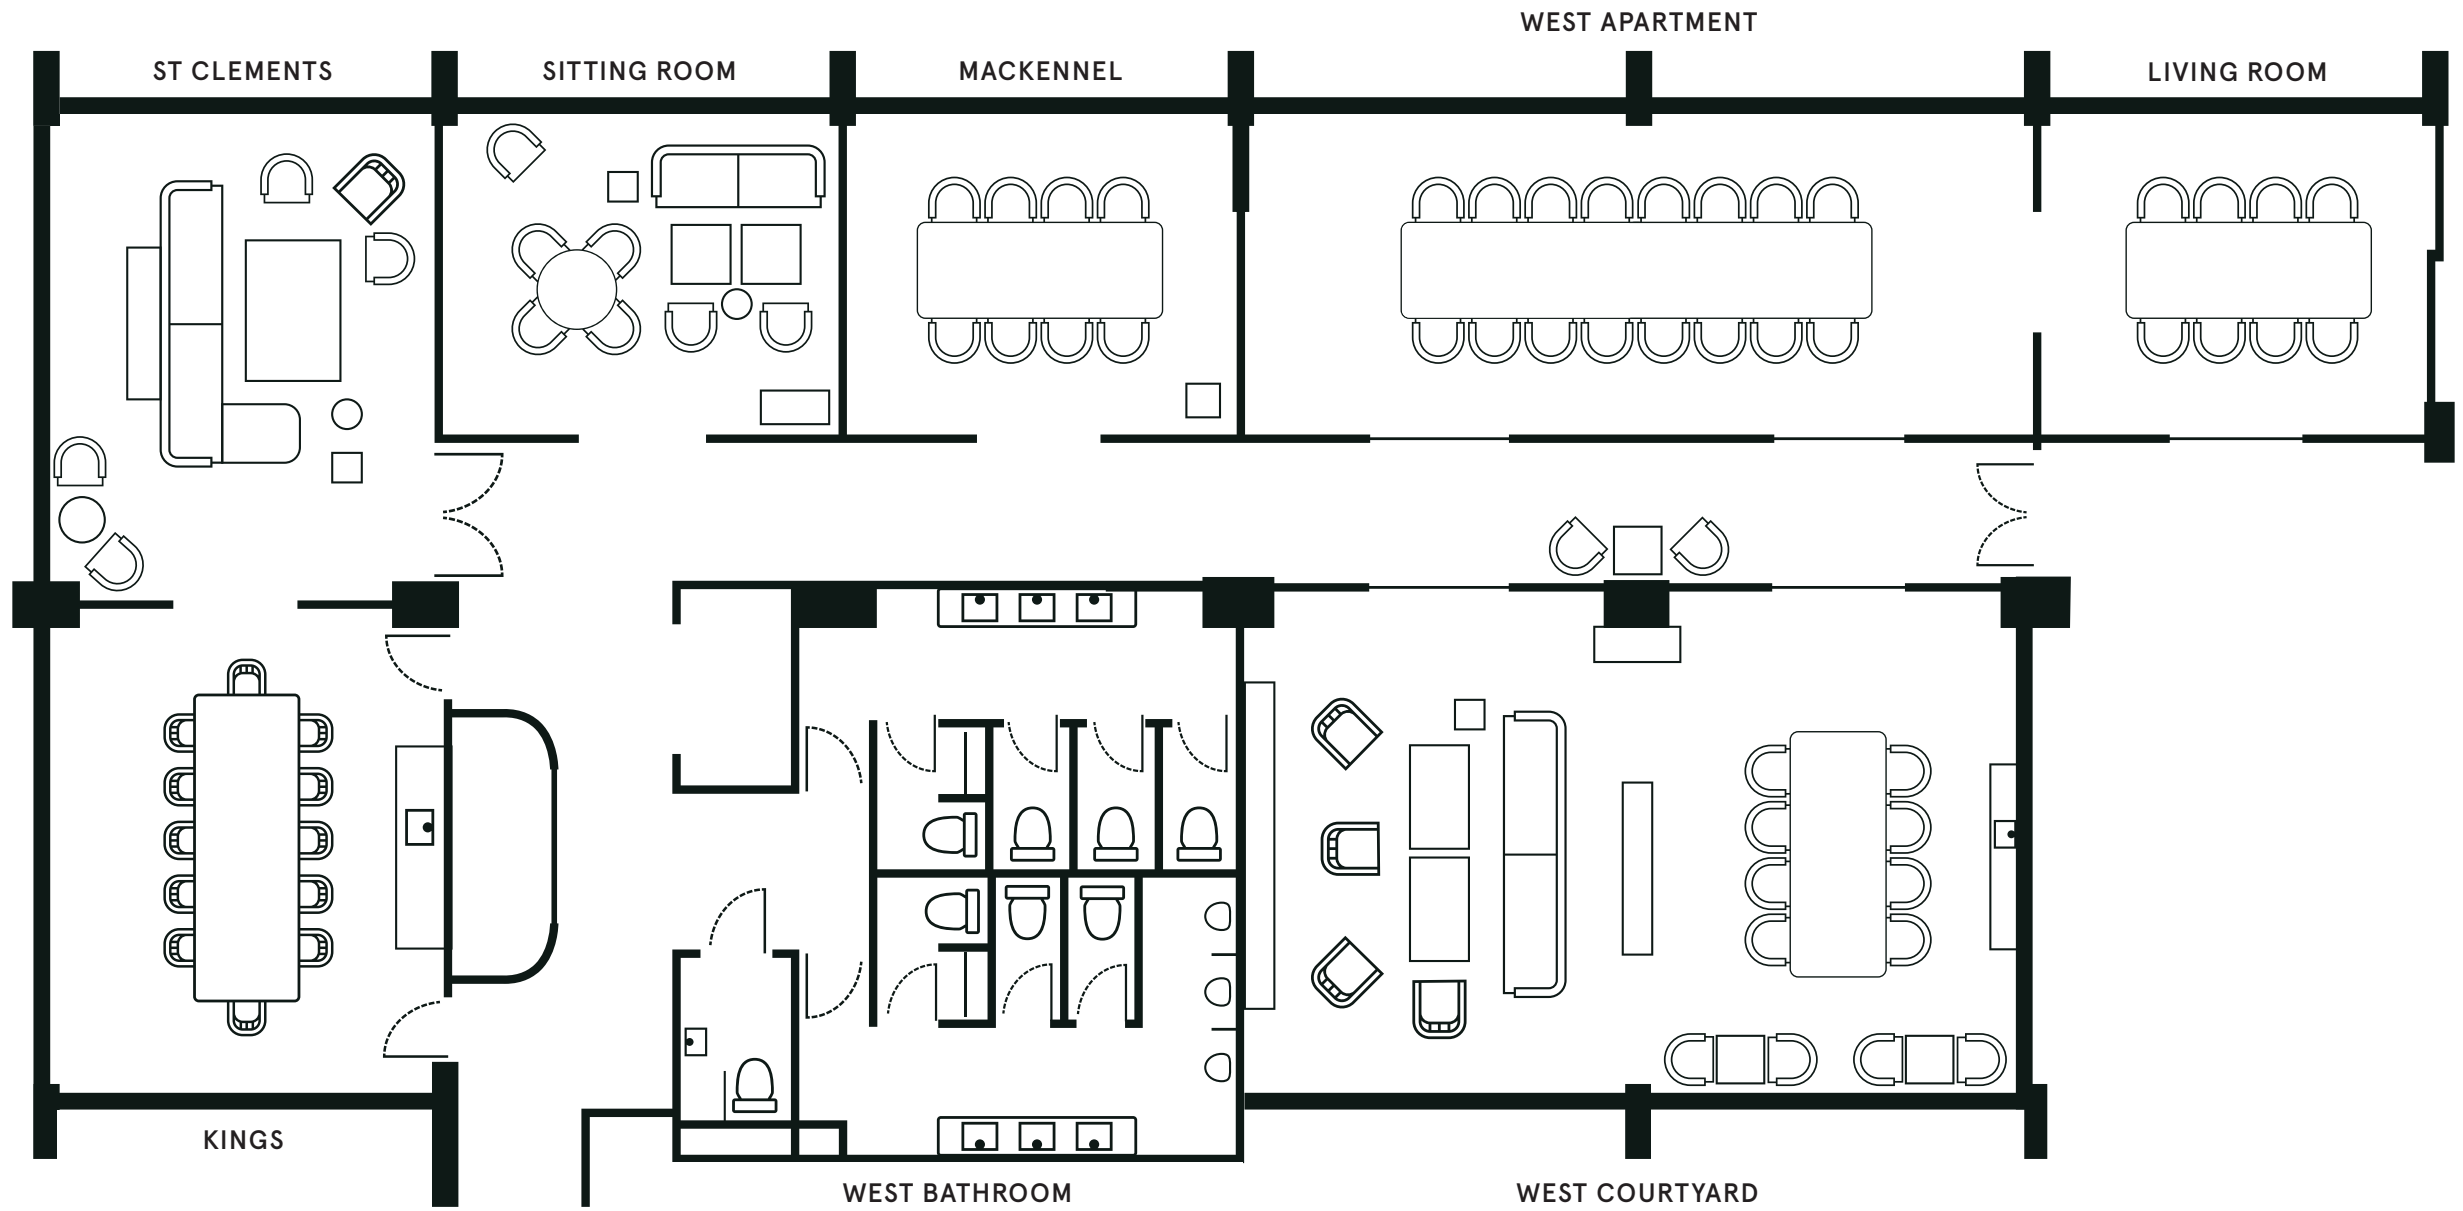 WEST APARTMENT
ST CLEMENTS
SITTING ROOM
MACKENNEL
LIVING ROOM
KINGS
WEST BATHROOM
WEST COURTYARD